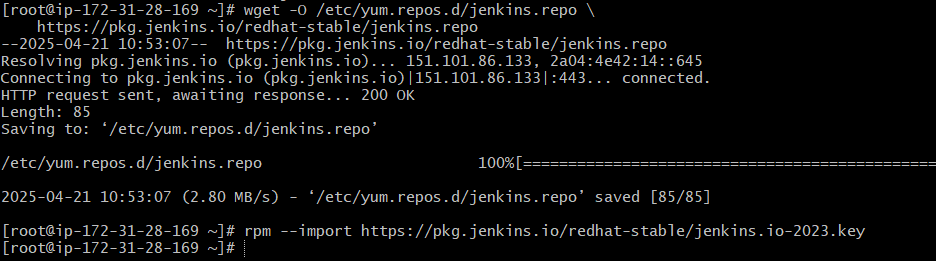 [root@ip-172-31-28-169 ~]# wget -O /etc/yum.repos.d/jenkins.repo \
    https://pkg.jenkins.io/redhat-stable/jenkins.repo
--2025-04-21 10:53:07--  https://pkg.jenkins.io/redhat-stable/jenkins.repo
Resolving pkg.jenkins.io (pkg.jenkins.io)... 151.101.86.133, 2a04:4e42:14::645
Connecting to pkg.jenkins.io (pkg.jenkins.io)|151.101.86.133|:443... connected.
HTTP request sent, awaiting response... 200 OK
Length: 85
Saving to: ‘/etc/yum.repos.d/jenkins.repo’
/etc/yum.repos.d/jenkins.repo                        100%[==============================================
2025-04-21 10:53:07 (2.80 MB/s) - ‘/etc/yum.repos.d/jenkins.repo’ saved [85/85]
[root@ip-172-31-28-169 ~]# rpm --import https://pkg.jenkins.io/redhat-stable/jenkins.io-2023.key
[root@ip-172-31-28-169 ~]#